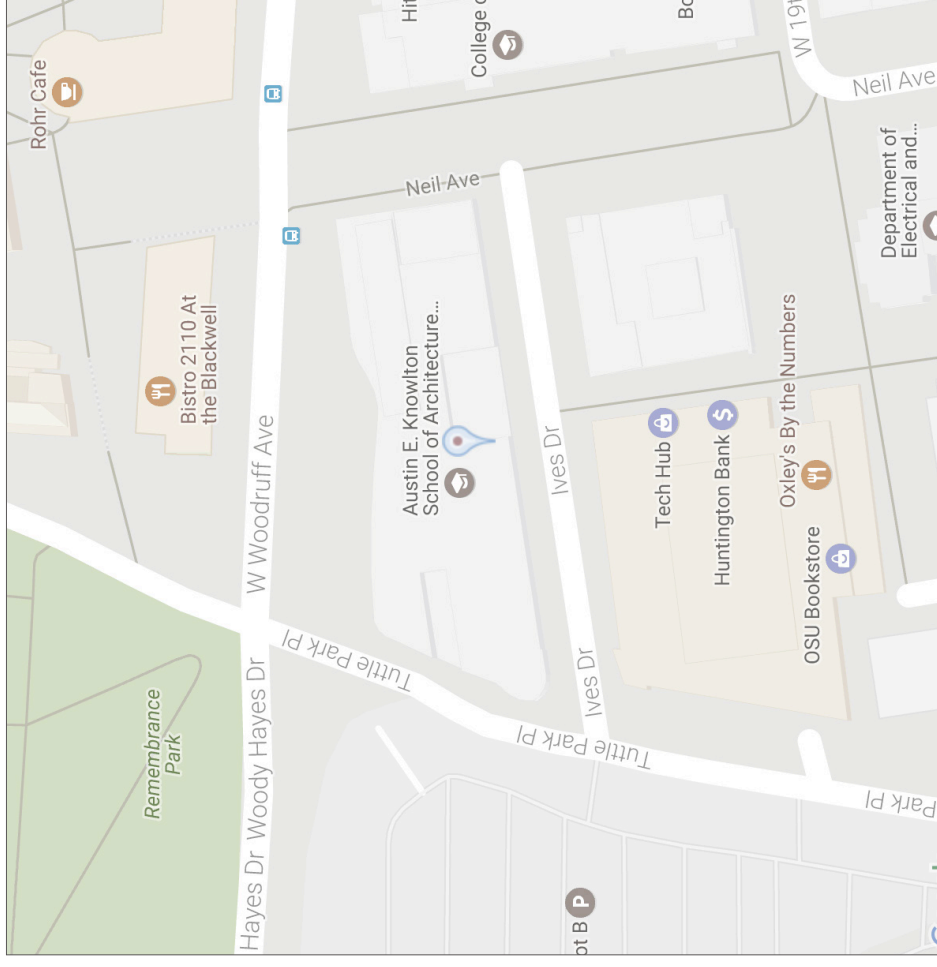 Rohr Cafe
Remembrance
Park
Bistro 2110 At
the Blackwell
Hayes Dr
Woody Hayes Dr
W Woodruff Ave
Tuttle Park Pl
Austin E. Knowlton
School of Architecture...
Hit
Neil Ave
College
Ives Dr
Tuttle Park Pl
Ives Dr
ot B
P
Tech Hub
Bo
Huntington Bank
$
Oxley's By the Numbers
W 19t
OSU Bookstore
Neil Ave
Department of
Electrical and...
Park Pl